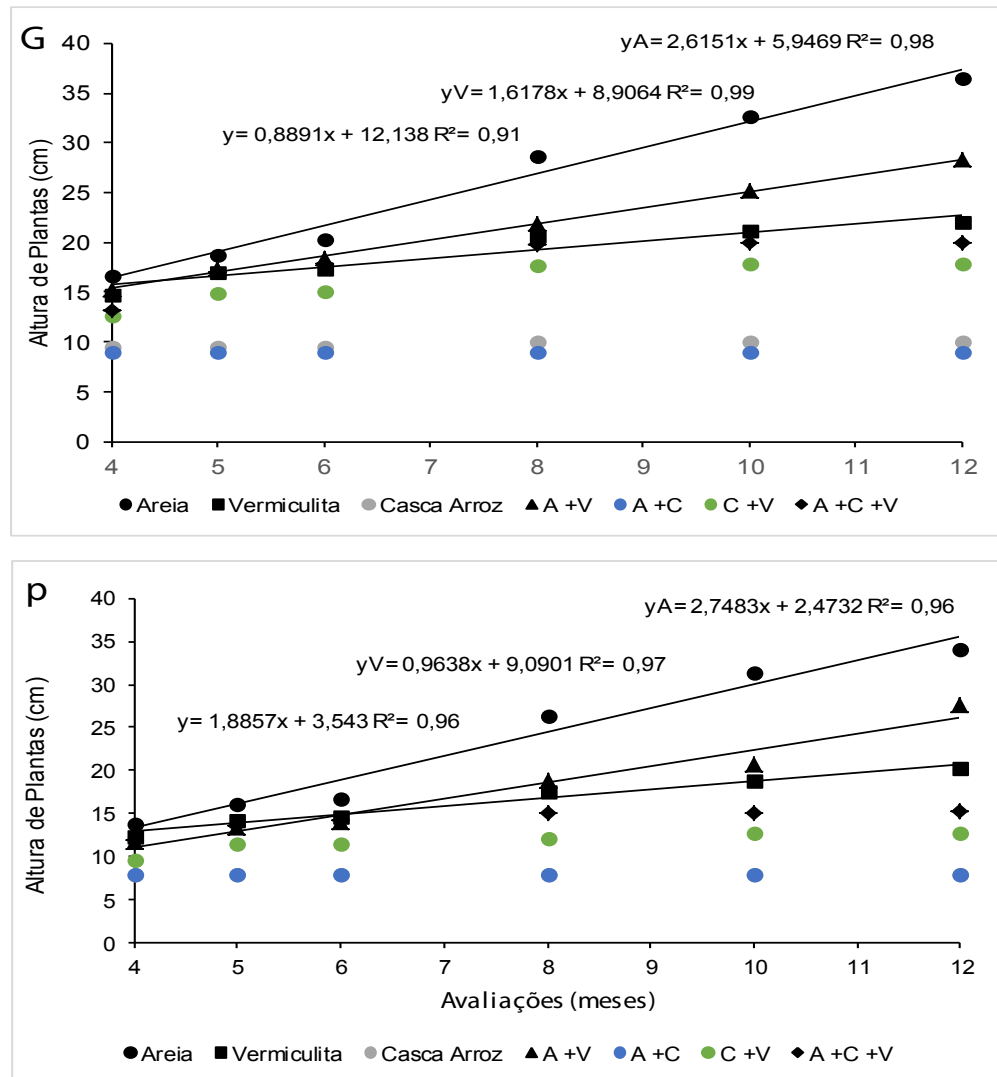 G
yA= 2,6151x + 5,9469 R²= 0,98
yV= 1,6178x + 8,9064 R²= 0,99
y= 0,8891x + 12,138 R²= 0,91
Altura de Plantas (cm)
40
35
30
25
20
15
10
5
0
4 5 6 7 8 9 10 11 12
Areia Vermiculita Casca Arroz A +V A +C C +V A +C +V
p
yA= 2,7483x + 2,4732 R²= 0,96
yV= 0,9638x + 9,0901 R²= 0,97
y= 1,8857x + 3,543 R²= 0,96
Altura de Plantas (cm)
40
35
30
25
20
15
10
5
0
4 5 6 7 8 9 10 11 12
Avaliações (meses)
Areia Vermiculita Casca Arroz A +V A +C C +V A +C +V